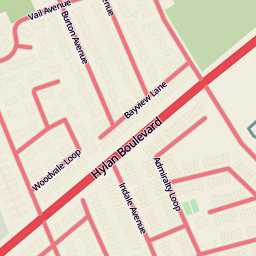 Vail Avenue
Burton Avenue
Bayview Lane
Hylan Boulevard
Woodvale Loop
Admiralty Loop
Indale Avenue